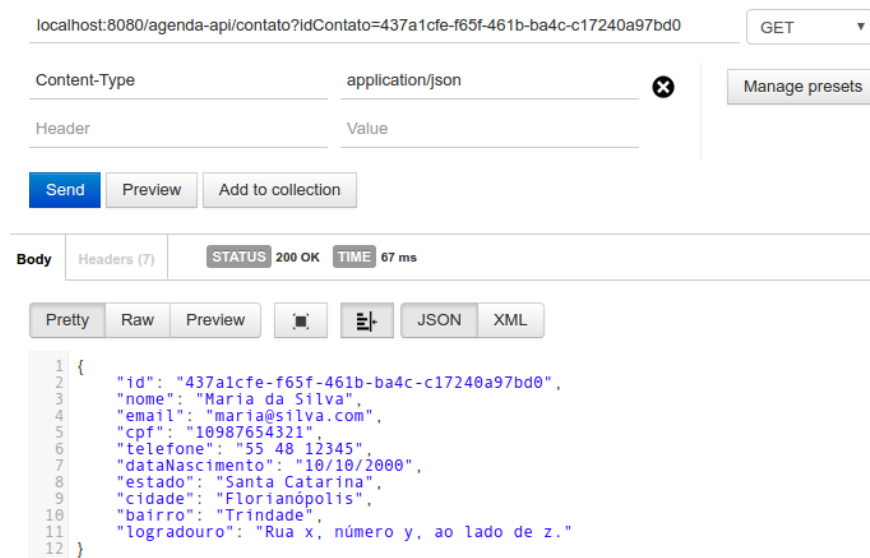 localhost:8080/agenda-api/contato?idContato=437a1cfe-f65f-461b-ba4c-c17240a97bd0 GET
Content-Type application/json Manage presets
Header Value
Send Preview Add to collection
Body Headers (7) STATUS 200 OK TIME 67 ms
Pretty Raw Preview JSON XML
1 {
2 "id": "437a1cfe-f65f-461b-ba4c-c17240a97bd0",
3 "nome": "Maria da Silva",
4 "email": "maria@silva.com",
5 "cpf": "10987654321",
6 "telefone": "55 48 12345",
7 "dataNascimento": "10/10/2000",
8 "estado": "Santa Catarina",
9 "cidade": "Florianópolis",
10 "bairro": "Trindade",
11 "logradouro": "Rua x, número y, ao lado de z."
12 }